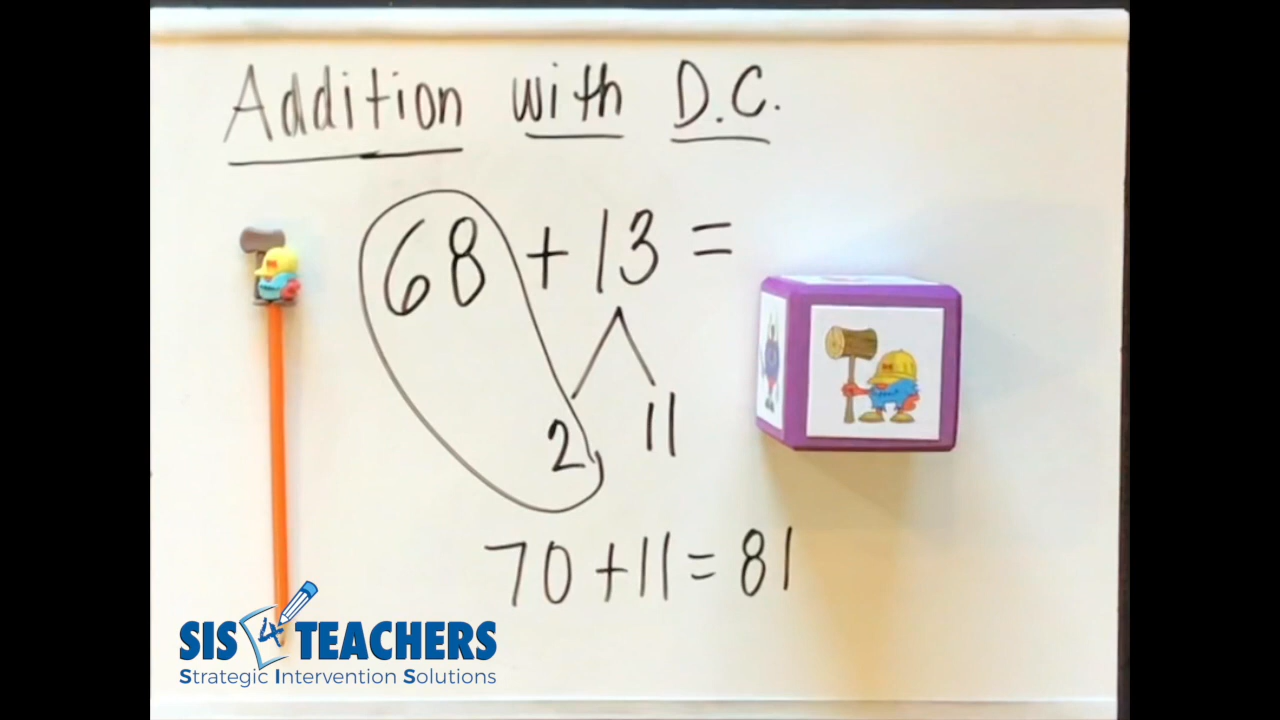 Addition with D.C.
68 + 13 =
2 11
70 + 11 = 81
SIS 4 TEACHERS
Strategic Intervention Solutions